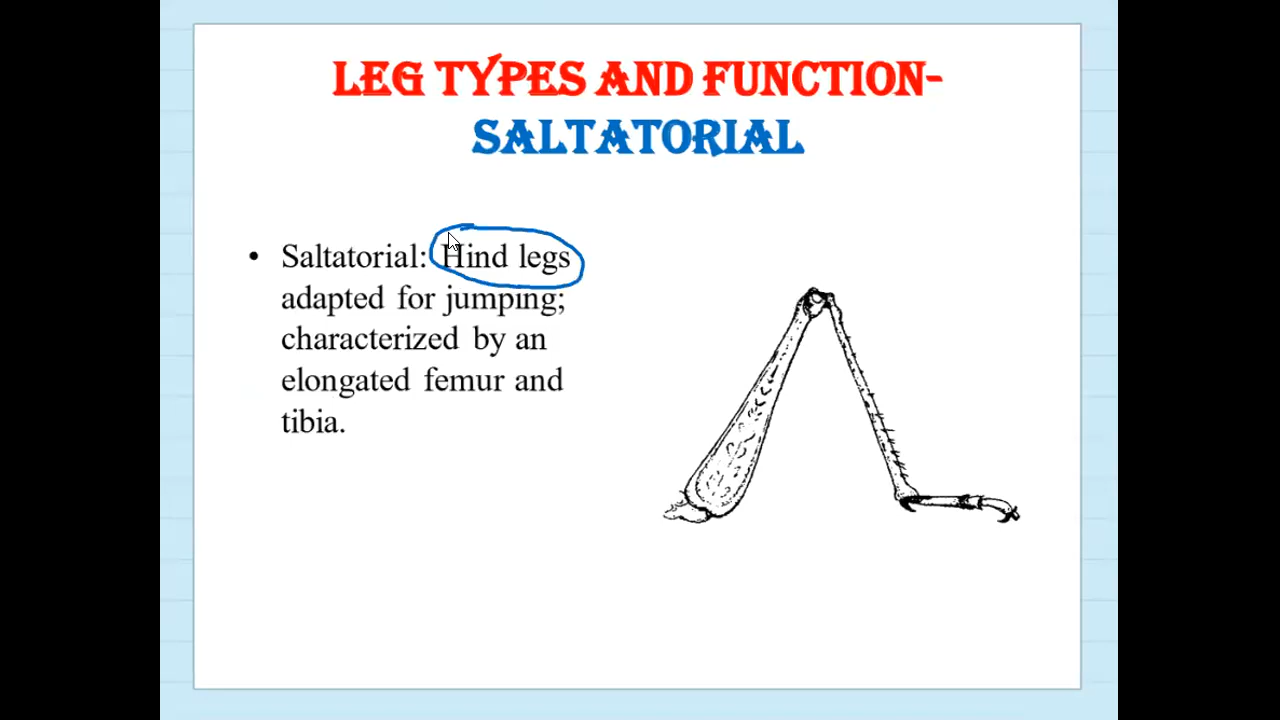 LEG TYPES AND FUNCTION-
SALTATORIAL
• Saltatorial: Hind legs
adapted for jumping;
characterized by an
elongated femur and
tibia.